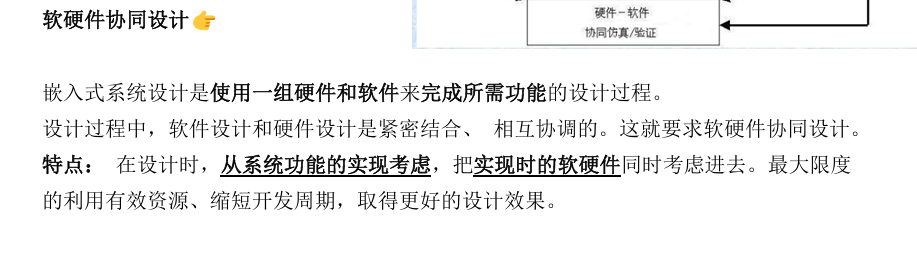 硬件－软件
软硬件协同设计👉
协同仿真/验证
嵌入式系统设计是使用一组硬件和软件来完成所需功能的设计过程。
设计过程中，软件设计和硬件设计是紧密结合、 相互协调的。这就要求软硬件协同设计。
特点： 在设计时，从系统功能的实现考虑，把实现时的软硬件同时考虑进去。最大限度
的利用有效资源、缩短开发周期，取得更好的设计效果。